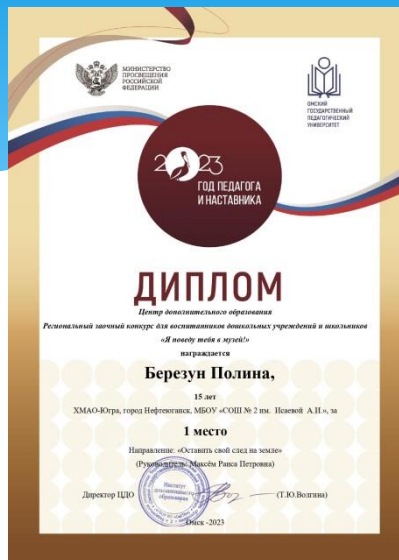 МИНИСТЕРСТВО
ПРОСВЕЩЕНИЯ
РОССИЙСКОЙ
ФЕДЕРАЦИИ
ОМСКИЙ
ГОСУДАРСТВЕННЫЙ
ПЕДАГОГИЧЕСКИЙ
УНИВЕРСИТЕТ
2023
ГОД ПЕДАГОГА
И НАСТАВНИКА
ДИПЛОМ
Центр дополнительного образования
Региональный заочный конкурс для воспитанников дошкольных учреждений и школьников
«Я поведу тебя в музей!»
награждается
Березун Полина,
15 лет
ХМАО-Югра, город Нефтеюганск, МБОУ «СОШ № 2 им. Исаевой А.И.», за
1 место
Направление: «Оставить свой след на земле»
(Руководитель: Максём Раиса Петровна)
Институт
дополнительного
образования
Директор ЦДО (Т.Ю.Волгина)
Омск -2023